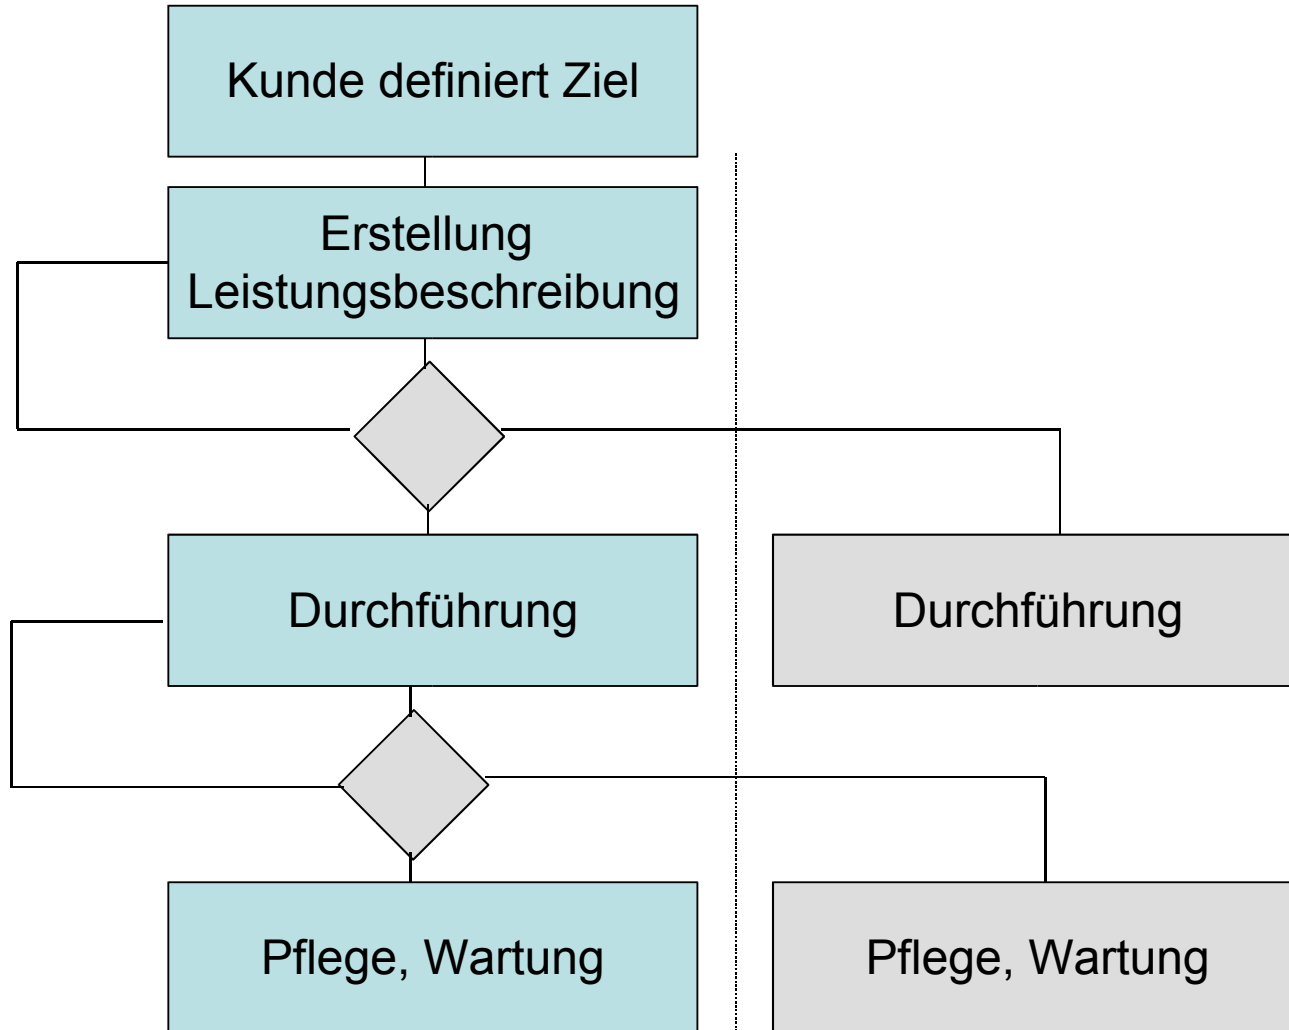 Kunde definiert Ziel
Erstellung
Leistungsbeschreibung
Durchführung
Durchführung
Pflege, Wartung
Pflege, Wartung